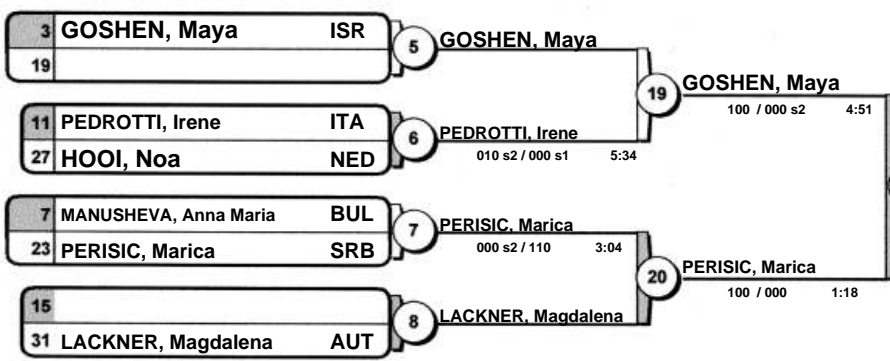 3 GOSHEN, Maya ISR
19
5
GOSHEN, Maya
11 PEDROTTI, Irene ITA
27 HOOI, Noa NED
6
PEDROTTI, Irene
010 s2 / 000 s1 5:34
19
GOSHEN, Maya
100 / 000 s2 4:51
7 MANUSHEVA, Anna Maria BUL
23 PERISIC, Marica SRB
7
PERISIC, Marica
000 s2 / 110 3:04
15
31 LACKNER, Magdalena AUT
8
LACKNER, Magdalena
20
PERISIC, Marica
100 / 000 1:18